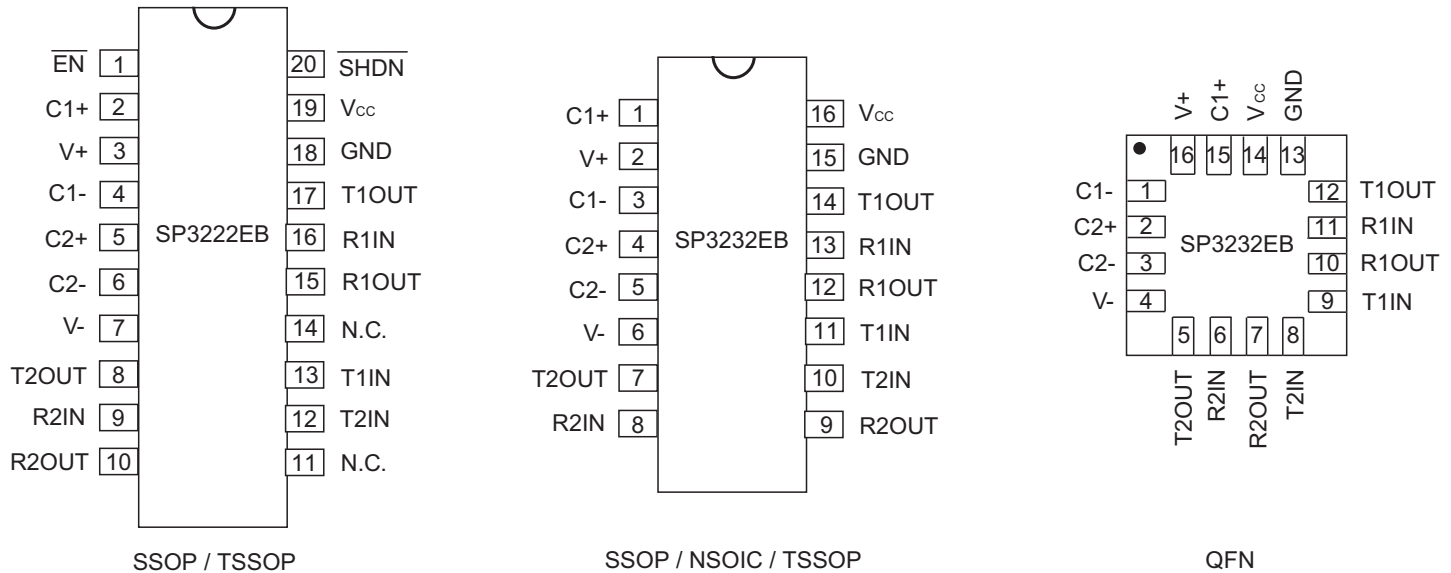 EN 1 20 SHDN
C1+ 2 19 Vcc
V+ 3 18 GND
C1- 4 17 T1OUT
C2+ 5 SP3222EB 16 R1IN
C2- 6 15 R1OUT
V- 7 14 N.C.
T2OUT 8 13 T1IN
R2IN 9 12 T2IN
R2OUT 10 11 N.C.
SSOP / TSSOP
C1+ 1 16 Vcc
V+ 2 15 GND
C1- 3 14 T1OUT
SP3232EB
C2+ 4 13 R1IN
C2- 5 12 R1OUT
V- 6 11 T1IN
T2OUT 7 10 T2IN
R2IN 8 9 R2OUT
SSOP / NSOIC / TSSOP
V+ C1+ Vcc GND
16 15 14 13
C1- 1 12 T1OUT
C2+ 2 11 R1IN
SP3232EB
C2- 3 10 R1OUT
V- 4 9 T1IN
5 6 7 8
T2OUT R2IN R2OUT T2IN
QFN